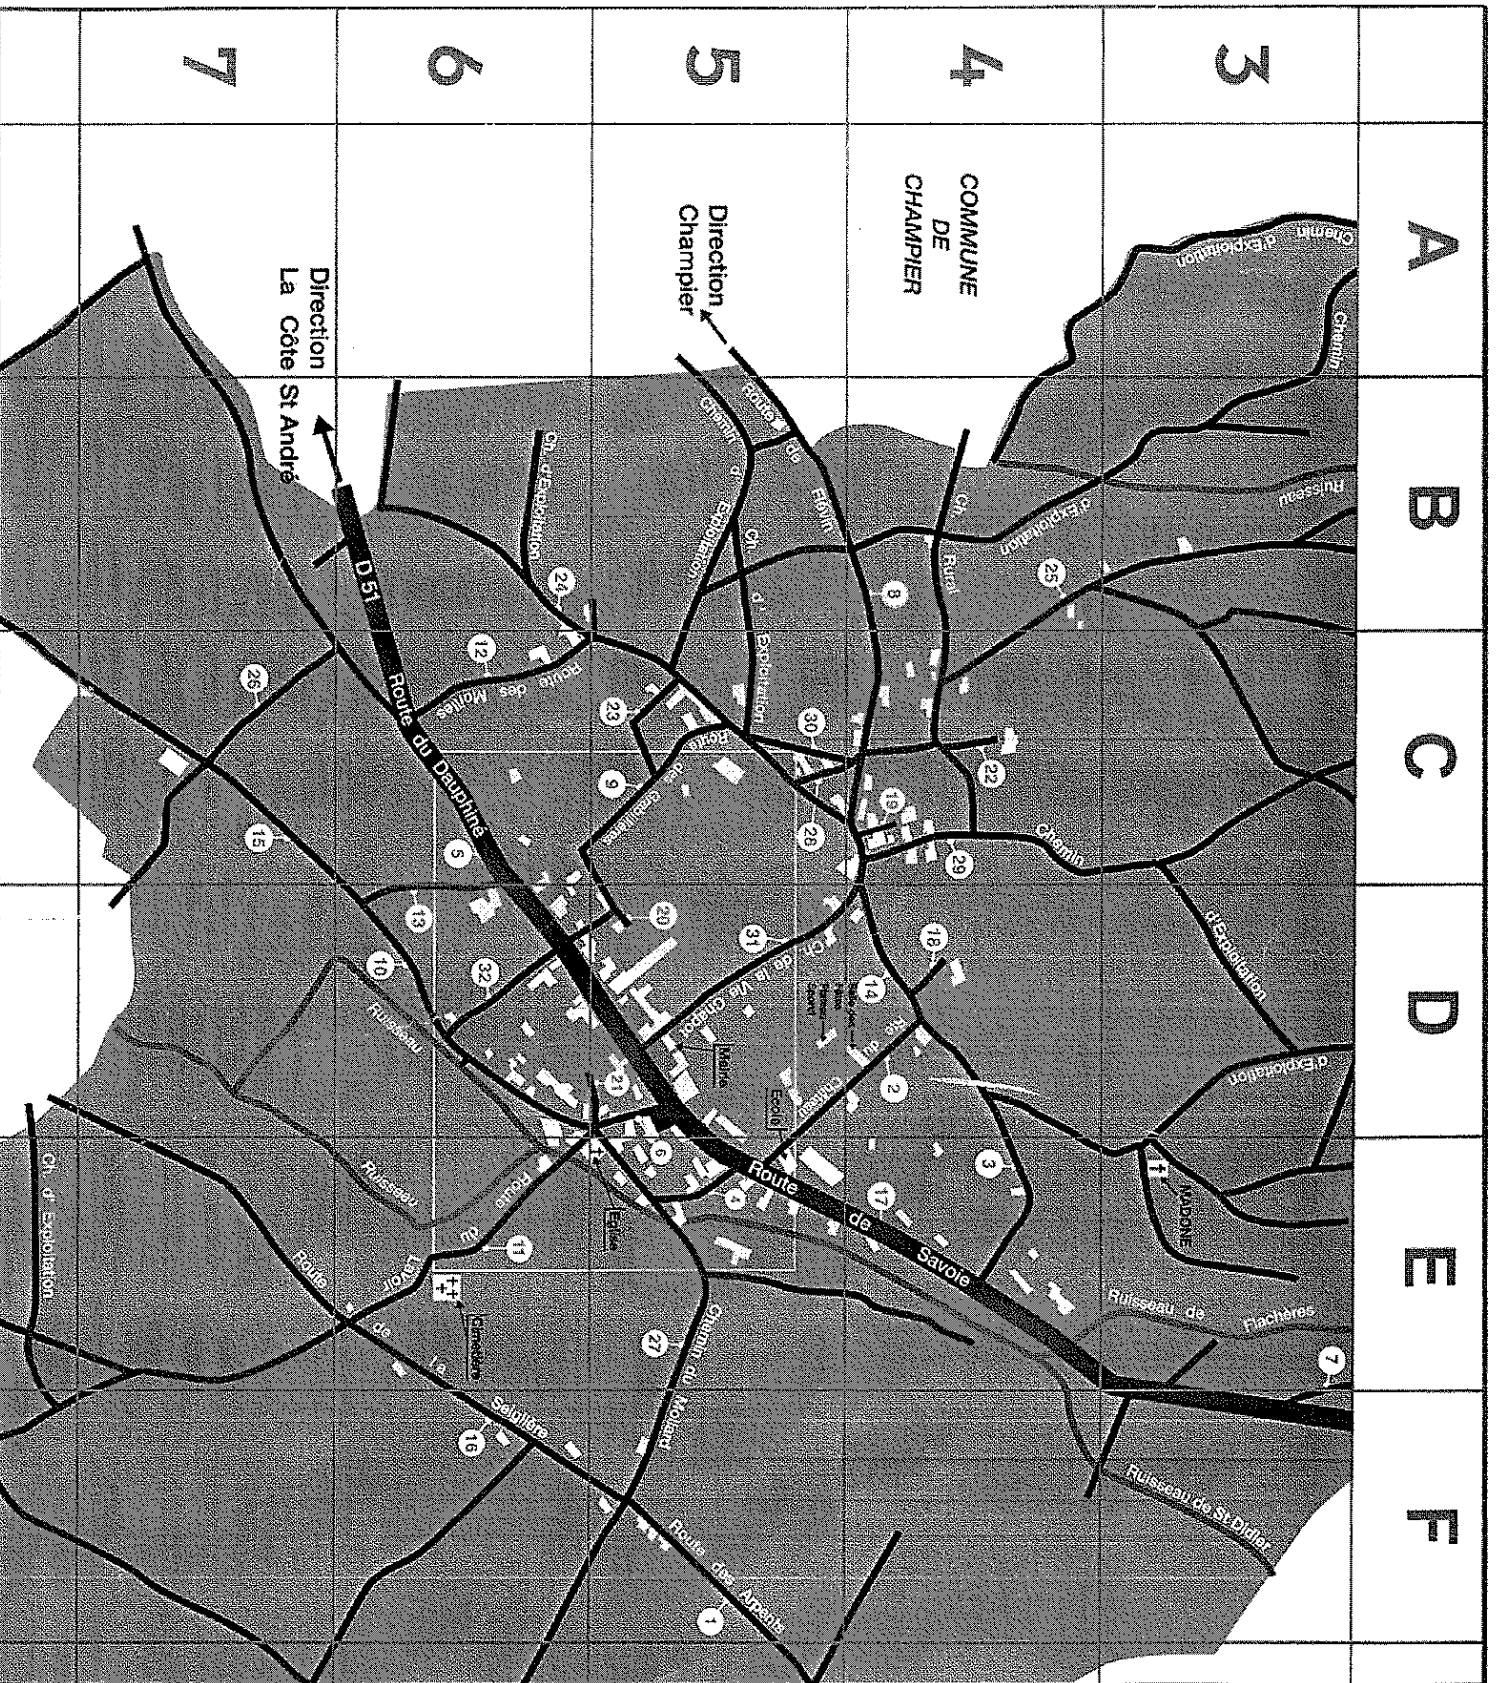 A
B
C
D
E
F
3
4
5
6
7
COMMUNE
DE
CHAMPIER
Direction
Champier
Direction
La Côte St André
Chemin
d'Exploitation
Chemin
Ruisseau
d'Exploitation
Ch.
Rural
Route
de
Flévin
Chemin
d'
Exploitation
Ch.
d'
Exploitation
Ch. d'Exploitation
Route
des
Mailles
Route
des
D 51
Route du Dauphiné
Chemin
d'Exploitation
d'Exploitation
Ch. de la Vie Chapot
Rte
du
Château
Mairie
Ecole
Eglise
MADONE
Route
de
Savoie
Ruisseau de Flachères
Ruisseau de St Didier
Ruisseau
Ruisseau
Route
du
Lavoir
Cimetière
Chemin du Mollard
Route
de
la
Seiglière
Route des Arpents
Ch. d' Exploitation
25
8
24
12
26
23
9
30
28
19
22
29
15
5
13
10
32
20
31
14
18
2
21
6
4
3
17
11
27
7
16
1